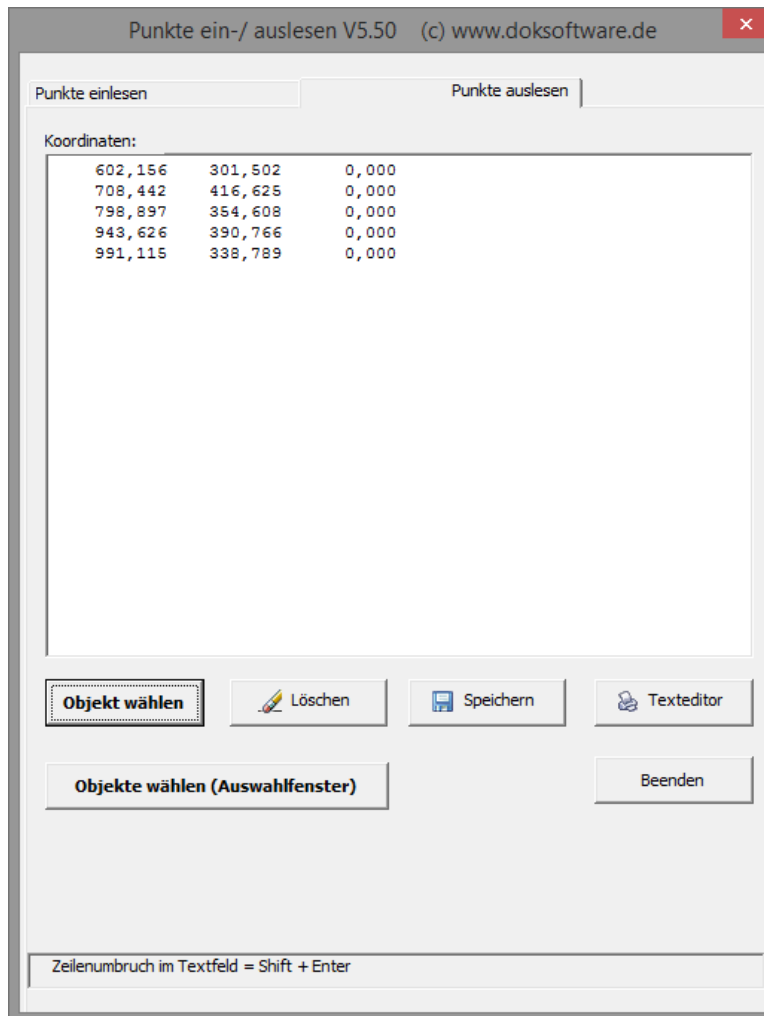 Punkte ein-/ auslesen V5.50 (c) www.doksoftware.de
Punkte einlesen
Punkte auslesen
Koordinaten:
602,156 301,502 0,000
708,442 416,625 0,000
798,897 354,608 0,000
943,626 390,766 0,000
991,115 338,789 0,000
Objekt wählen
Löschen
Speichern
Texteditor
Objekte wählen (Auswahlfenster)
Beenden
Zeilenumbruch im Textfeld = Shift + Enter